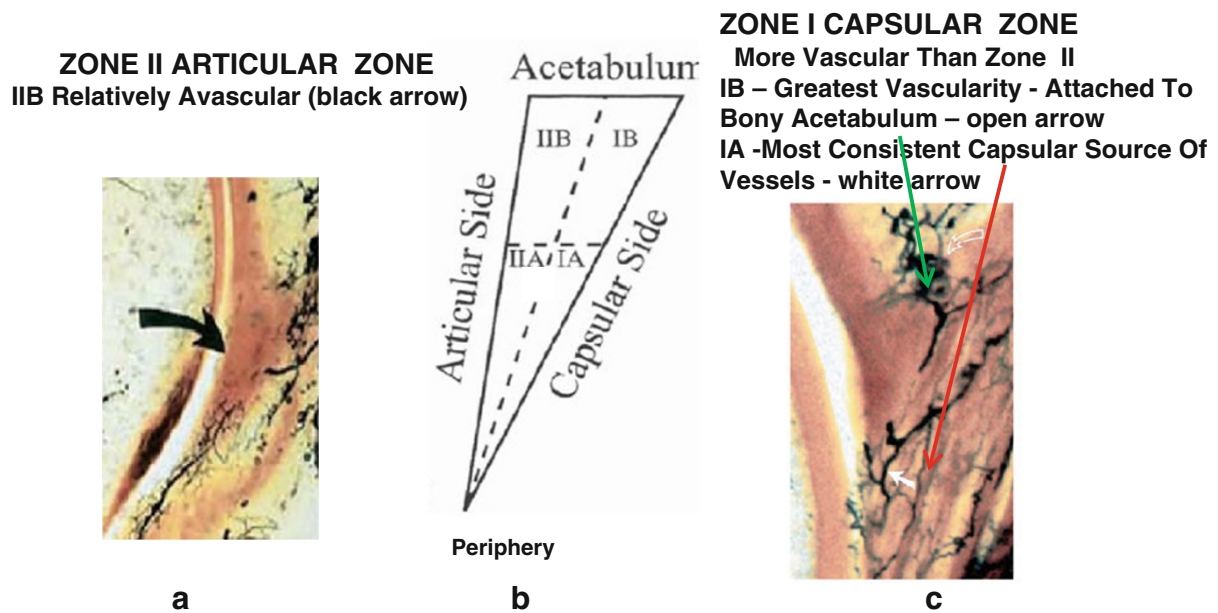 ZONE II ARTICULAR ZONE
IIB Relatively Avascular (black arrow)
Acetabulum
IIB
IB
IIA
IA
Articular Side
Capsular Side
Periphery
ZONE I CAPSULAR ZONE
More Vascular Than Zone II
IB – Greatest Vascularity - Attached To
Bony Acetabulum – open arrow
IA -Most Consistent Capsular Source Of
Vessels - white arrow
a
b
c